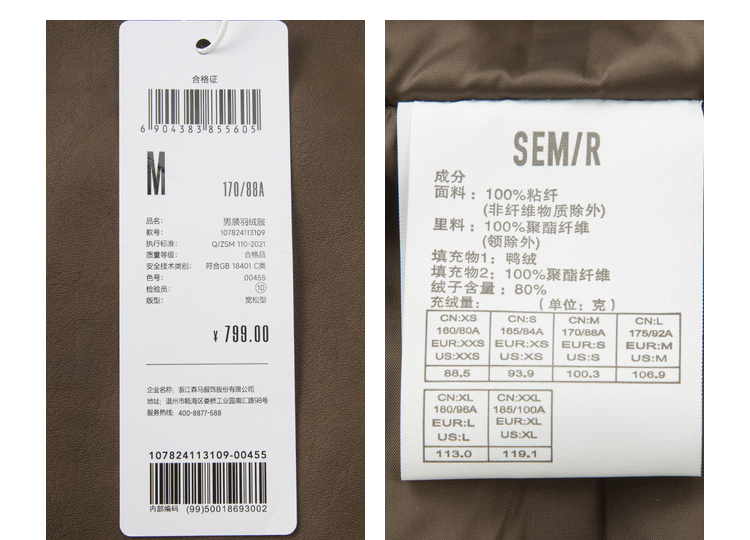 合格证
6 904383 855605
M
170/88A
品名： 男装羽绒服
款号： 107824113109
执行标准： Q/ZSM 110-2021
质量等级： 合格品
安全技术类别： 符合GB 18401 C类
色号： 00455
检验员： ⑩
版型： 宽松型
¥ 799.00
企业名称：浙江森马服饰股份有限公司
地址：温州市瓯海区娄桥工业园南汇路98号
服务热线：400-8877-588
107824113109-00455
内部编码 (99)50018693002
SEM/R
成分
面料：100%粘纤
(非纤维物质除外)
里料：100%聚酯纤维
(领除外)
填充物1：鸭绒
填充物2：100%聚酯纤维
绒子含量：80%
充绒量： （单位：克）
CN:XS CN:S CN:M CN:L
160/80A 165/84A 170/88A 175/92A
EUR:XXS EUR:XS EUR:S EUR:M
US:XXS US:XS US:S US:M
88.5 93.9 100.3 106.9
CN:XL CN:XXL
180/96A 185/100A
EUR:L EUR:XL
US:L US:XL
113.0 119.1